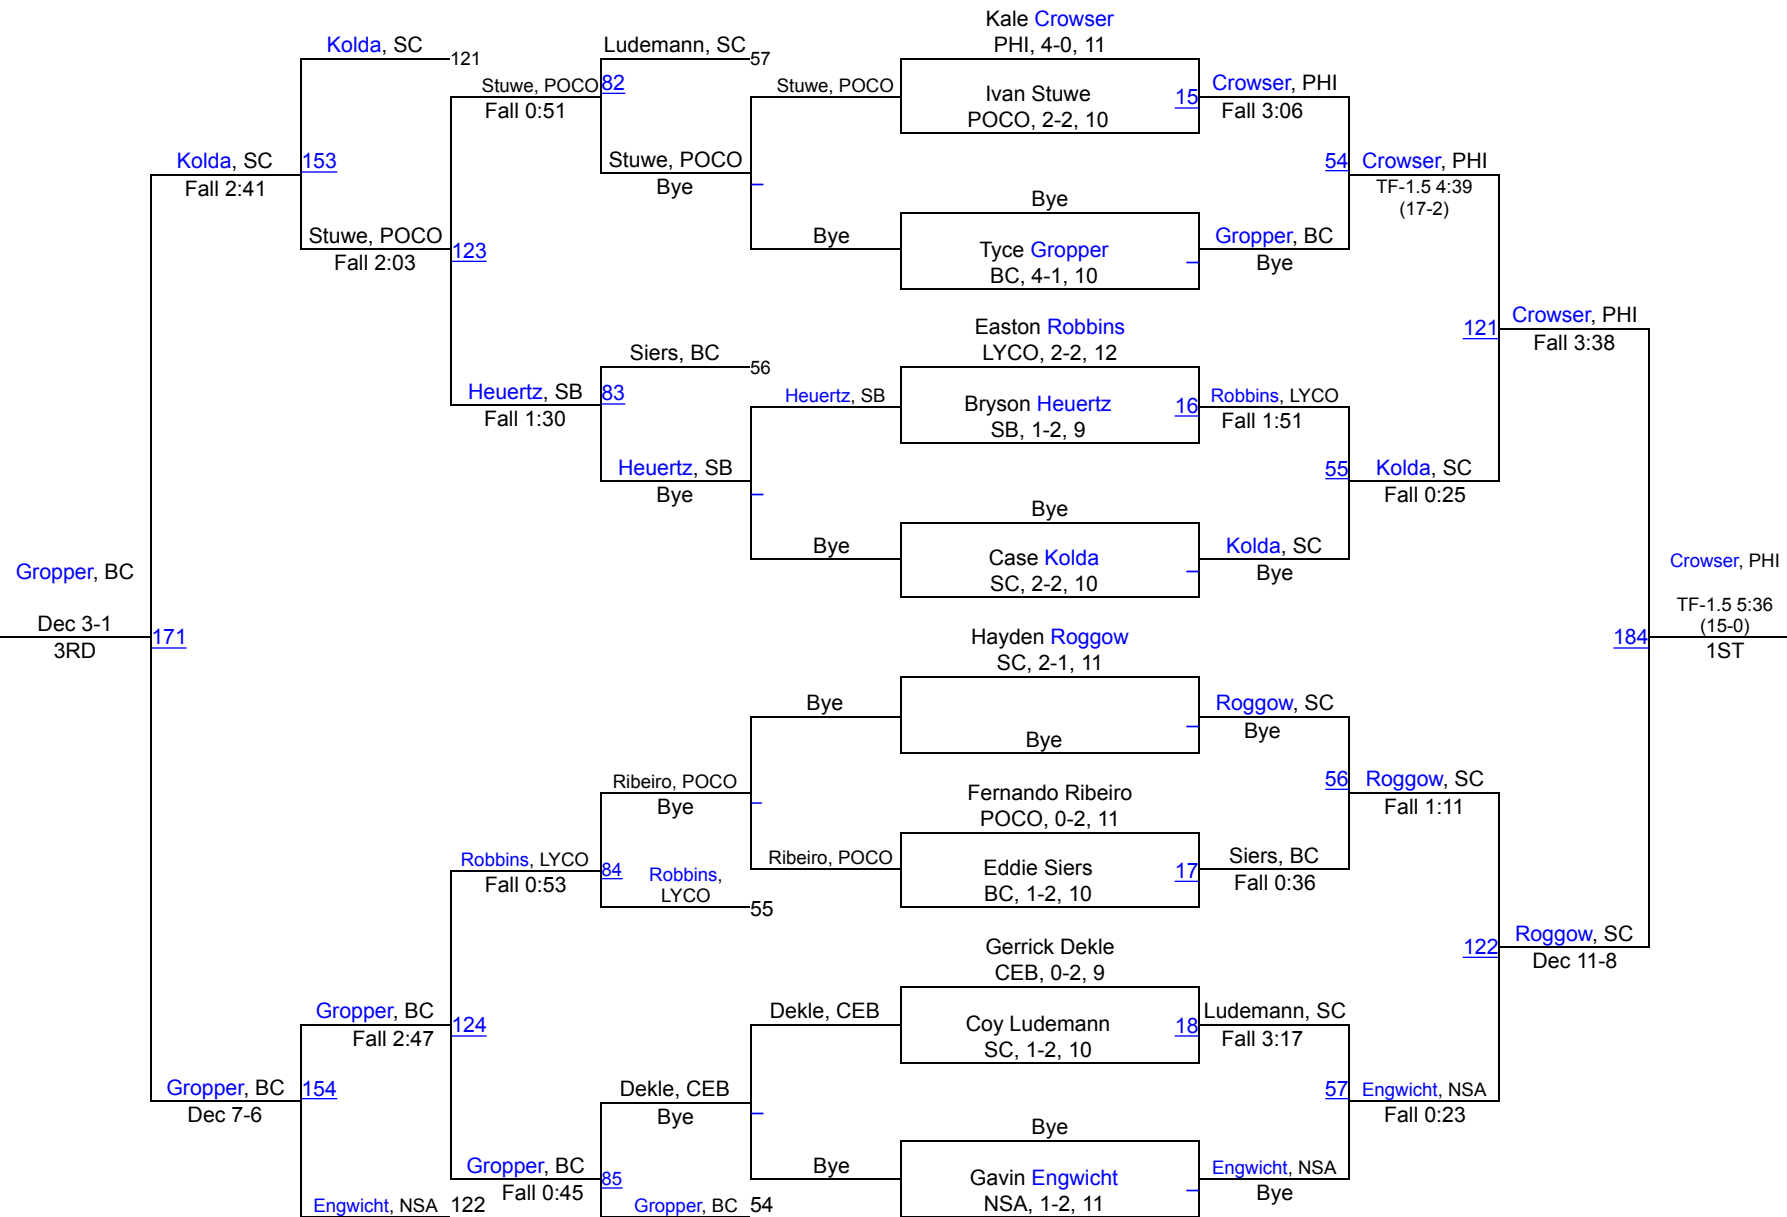 Kale Crowser
PHI, 4-0, 11
Ivan Stuwe
POCO, 2-2, 10
15
Bye
Tyce Gropper
BC, 4-1, 10
Easton Robbins
LYCO, 2-2, 12
Bryson Heuertz
SB, 1-2, 9
16
Bye
Case Kolda
SC, 2-2, 10
Hayden Roggow
SC, 2-1, 11
Bye
Fernando Ribeiro
POCO, 0-2, 11
Eddie Siers
BC, 1-2, 10
17
Gerrick Dekle
CEB, 0-2, 9
Coy Ludemann
SC, 1-2, 10
18
Bye
Gavin Engwicht
NSA, 1-2, 11
Crowser, PHI
Fall 3:06
Gropper, BC
Bye
54
Robbins, LYCO
Fall 1:51
Kolda, SC
Bye
55
Roggow, SC
Bye
Siers, BC
Fall 0:36
56
Ludemann, SC
Fall 3:17
Engwicht, NSA
Bye
57
Crowser, PHI
TF-1.5 4:39
(17-2)
Kolda, SC
Fall 0:25
121
Roggow, SC
Fall 1:11
Engwicht, NSA
Fall 0:23
122
Crowser, PHI
Fall 3:38
Roggow, SC
Dec 11-8
184
Crowser, PHI
TF-1.5 5:36
(15-0)
1ST
Stuwe, POCO
Bye
Heuertz, SB
Bye
Bye
Ribeiro, POCO
Dekle, CEB
Bye
Ludemann, SC
57
82
Stuwe, POCO
Bye
Siers, BC
56
83
Heuertz, SB
Bye
Ribeiro, POCO
Bye
84
Robbins,
LYCO
55
Dekle, CEB
Bye
85
Gropper, BC
54
Stuwe, POCO
Fall 0:51
123
Heuertz, SB
Fall 1:30
Robbins, LYCO
Fall 0:53
124
Gropper, BC
Fall 0:45
Kolda, SC
121
153
Stuwe, POCO
Fall 2:03
Gropper, BC
Fall 2:47
154
Engwicht, NSA
122
Kolda, SC
Fall 2:41
171
Gropper, BC
Dec 7-6
Gropper, BC
Dec 3-1
3RD